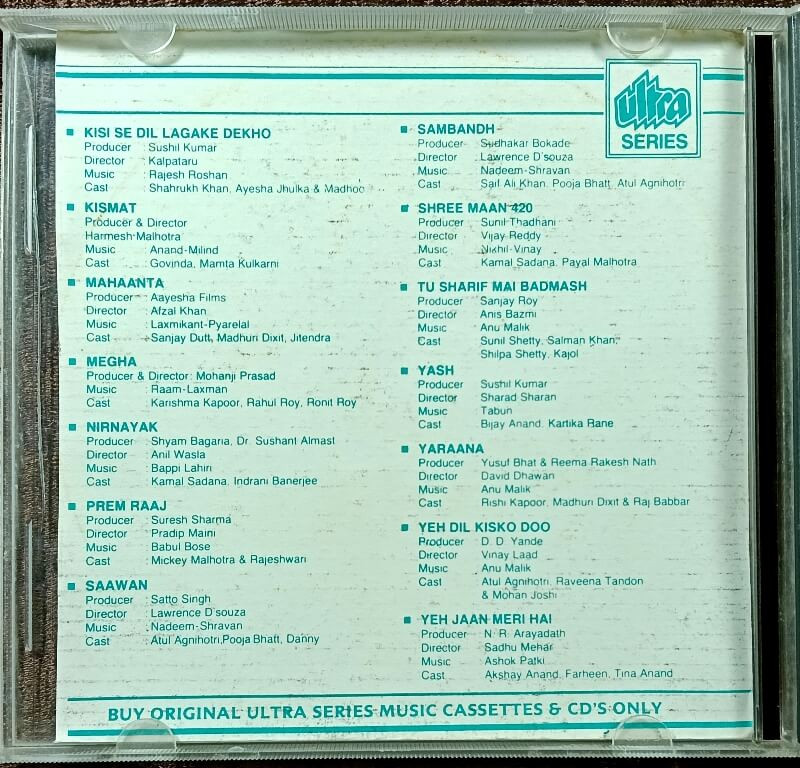 ultra
SERIES
KISI SE DIL LAGAKE DEKHO
Producer : Sushil Kumar
Director : Kalpataru
Music : Rajesh Roshan
Cast : Shahrukh Khan, Ayesha Jhulka & Madhoo
KISMAT
Producer & Director
Harmesh Malhotra
Music : Anand-Milind
Cast : Govinda, Mamta Kulkarni
MAHAANTA
Producer : Aayesha Films
Director : Afzal Khan
Music : Laxmikant-Pyarelal
Cast : Sanjay Dutt, Madhuri Dixit, Jitendra
MEGHA
Producer & Director : Mohanji Prasad
Music : Raam-Laxman
Cast : Karishma Kapoor, Rahul Roy, Ronit Roy
NIRNAYAK
Producer : Shyam Bagaria, Dr. Sushant Almast
Director : Anil Wasla
Music : Bappi Lahiri
Cast : Kamal Sadana, Indrani Banerjee
PREM RAAJ
Producer : Suresh Sharma
Director : Pradip Maini
Music : Babul Bose
Cast : Mickey Malhotra & Rajeshwari
SAAWAN
Producer : Satto Singh
Director : Lawrence D'souza
Music : Nadeem-Shravan
Cast : Atul Agnihotri,Pooja Bhatt, Danny
SAMBANDH
Producer : Sudhakar Bokade
Director : Lawrence D'souza
Music : Nadeem-Shravan
Cast : Saif Ali Khan, Pooja Bhatt, Atul Agnihotri
SHREE MAAN 420
Producer : Sunil Thadhani
Director : Vijay Reddy
Music : Nikhil-Vinay
Cast : Kamal Sadana, Payal Malhotra
TU SHARIF MAI BADMASH
Producer : Sanjay Roy
Director : Anis Bazmi
Music : Anu Malik
Cast : Sunil Shetty, Salman Khan,
Shilpa Shetty, Kajol
YASH
Producer : Sushil Kumar
Director : Sharad Sharan
Music : Tabun
Cast : Bijay Anand, Kartika Rane
YARAANA
Producer : Yusuf Bhat & Reema Rakesh Nath
Director : David Dhawan
Music : Anu Malik
Cast : Rishi Kapoor, Madhuri Dixit & Raj Babbar
YEH DIL KISKO DOO
Producer : D. D. Yande
Director : Vinay Laad
Music : Anu Malik
Cast : Atul Agnihotri, Raveena Tandon
& Mohan Joshi
YEH JAAN MERI HAI
Producer : N. R. Arayadath
Director : Sadhu Mehar
Music : Ashok Patki
Cast : Akshay Anand, Farheen, Tina Anand
BUY ORIGINAL ULTRA SERIES MUSIC CASSETTES & CD'S ONLY